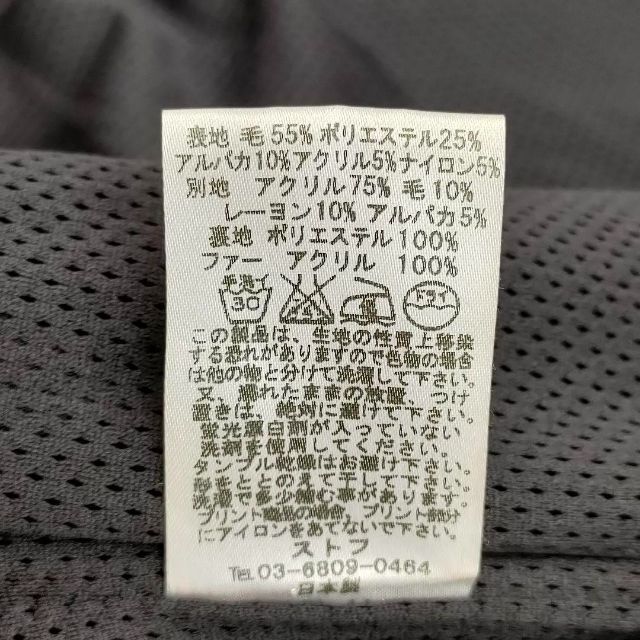 表地 毛55% ポリエステル25%
アルパカ10% アクリル5% ナイロン5%
別地 アクリル75% 毛10%
レーヨン10% アルパカ5%
裏地 ポリエステル100%
ファー アクリル 100%
手洗イ 30 ドライ
この製品は、生地の性質上移染
する恐れがありますので色物の場合
は他の物と分けて洗濯して下さい。
又、濡れたままの放置、つけ
置きは、絶対に避けて下さい。
蛍光漂白剤が入っていない
洗剤を使用してください。
タンブル乾燥はお避け下さい。
形をととのえて干して下さい。
洗濯で多少縮む事があります。
プリント商品の場合、プリント部分
にアイロンをあてないで下さい。
ストフ
TEL 03-6809-0464
日本製